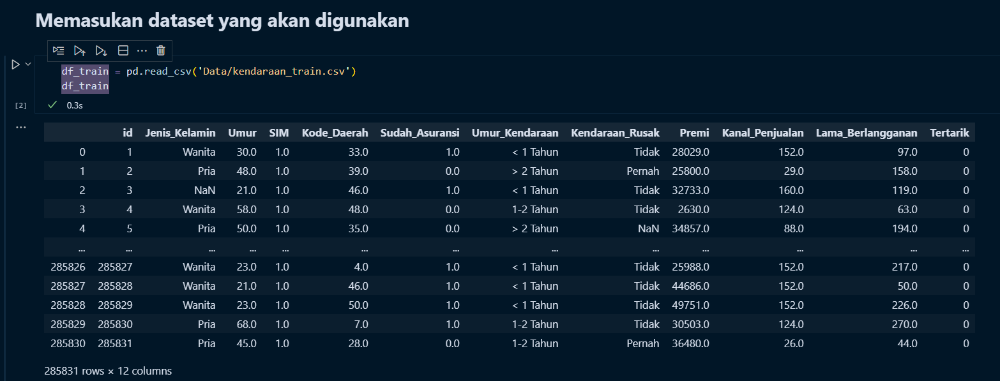 Memasukan dataset yang akan digunakan
df_train = pd.read_csv('Data/kendaraan_train.csv')
df_train
[2] 0.3s
...
id Jenis_Kelamin Umur SIM Kode_Daerah Sudah_Asuransi Umur_Kendaraan Kendaraan_Rusak Premi Kanal_Penjualan Lama_Berlangganan Tertarik
0 1 Wanita 30.0 1.0 33.0 1.0 < 1 Tahun Tidak 28029.0 152.0 97.0 0
1 2 Pria 48.0 1.0 39.0 0.0 > 2 Tahun Pernah 25800.0 29.0 158.0 0
2 3 NaN 21.0 1.0 46.0 1.0 < 1 Tahun Tidak 32733.0 160.0 119.0 0
3 4 Wanita 58.0 1.0 48.0 0.0 1-2 Tahun Tidak 2630.0 124.0 63.0 0
4 5 Pria 50.0 1.0 35.0 0.0 > 2 Tahun NaN 34857.0 88.0 194.0 0
... ... ... ... ... ... ... ... ... ... ... ... ...
285826 285827 Wanita 23.0 1.0 4.0 1.0 < 1 Tahun Tidak 25988.0 152.0 217.0 0
285827 285828 Wanita 21.0 1.0 46.0 1.0 < 1 Tahun Tidak 44686.0 152.0 50.0 0
285828 285829 Wanita 23.0 1.0 50.0 1.0 < 1 Tahun Tidak 49751.0 152.0 226.0 0
285829 285830 Pria 68.0 1.0 7.0 1.0 1-2 Tahun Tidak 30503.0 124.0 270.0 0
285830 285831 Pria 45.0 1.0 28.0 0.0 1-2 Tahun Pernah 36480.0 26.0 44.0 0
285831 rows × 12 columns